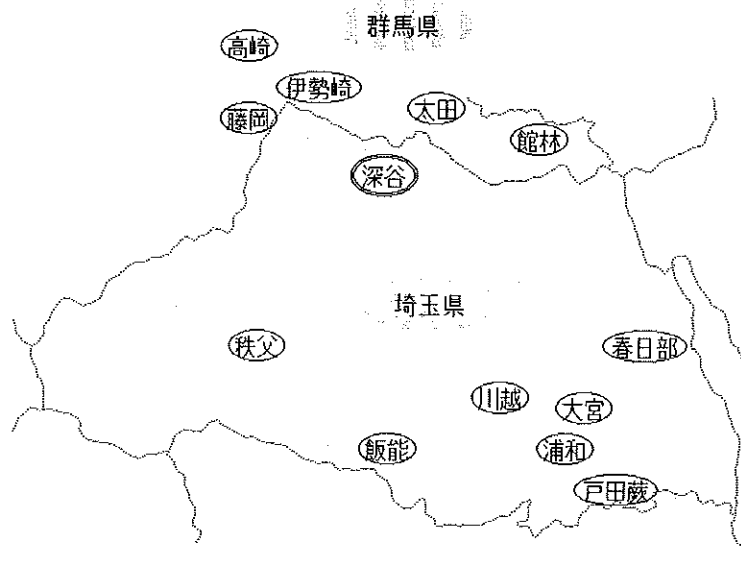 群馬県
高崎
伊勢崎
太田
藤岡
館林
深谷
埼玉県
秩父
春日部
川越
大宮
飯能
浦和
戸田蕨